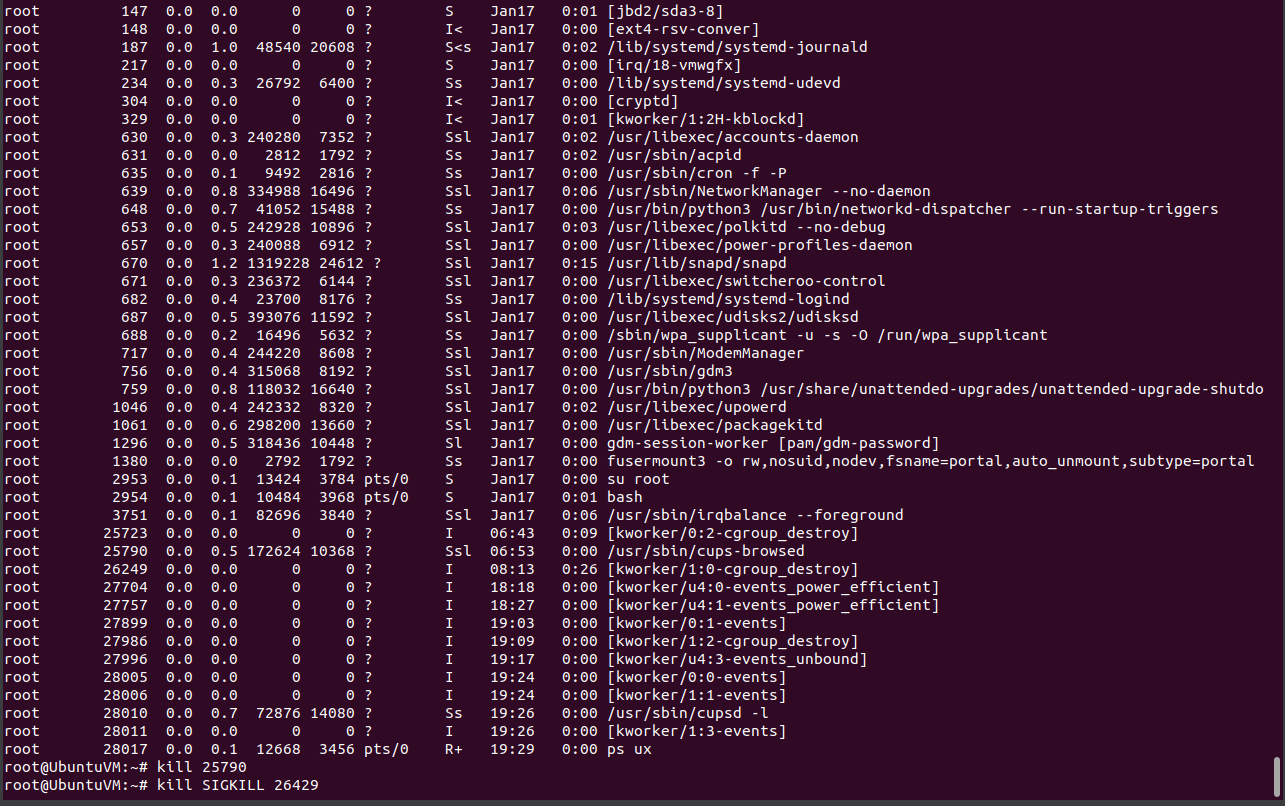 root         147  0.0  0.0      0     0 ?        S    Jan17   0:01 [jbd2/sda3-8]
root         148  0.0  0.0      0     0 ?        I<   Jan17   0:00 [ext4-rsv-conver]
root         187  0.0  1.0  48540 20608 ?        S<s  Jan17   0:02 /lib/systemd/systemd-journald
root         217  0.0  0.0      0     0 ?        S    Jan17   0:00 [irq/18-vmwgfx]
root         234  0.0  0.3  26792  6400 ?        Ss   Jan17   0:00 /lib/systemd/systemd-udevd
root         304  0.0  0.0      0     0 ?        I<   Jan17   0:00 [cryptd]
root         329  0.0  0.0      0     0 ?        I<   Jan17   0:01 [kworker/1:2H-kblockd]
root         630  0.0  0.3 240280  7352 ?        Ssl  Jan17   0:02 /usr/libexec/accounts-daemon
root         631  0.0  0.0   2812  1792 ?        Ss   Jan17   0:02 /usr/sbin/acpid
root         635  0.0  0.1   9492  2816 ?        Ss   Jan17   0:00 /usr/sbin/cron -f -P
root         639  0.0  0.8 334988 16496 ?        Ssl  Jan17   0:06 /usr/sbin/NetworkManager --no-daemon
root         648  0.0  0.7  41052 15488 ?        Ss   Jan17   0:00 /usr/bin/python3 /usr/bin/networkd-dispatcher --run-startup-triggers
root         653  0.0  0.5 242928 10896 ?        Ssl  Jan17   0:03 /usr/libexec/polkitd --no-debug
root         657  0.0  0.3 240088  6912 ?        Ssl  Jan17   0:00 /usr/libexec/power-profiles-daemon
root         670  0.0  1.2 1319228 24612 ?       Ssl  Jan17   0:15 /usr/lib/snapd/snapd
root         671  0.0  0.3 236372  6144 ?        Ssl  Jan17   0:00 /usr/libexec/switcheroo-control
root         682  0.0  0.4  23700  8176 ?        Ss   Jan17   0:00 /lib/systemd/systemd-logind
root         687  0.0  0.5 393076 11592 ?        Ssl  Jan17   0:00 /usr/libexec/udisks2/udisksd
root         688  0.0  0.2  16496  5632 ?        Ss   Jan17   0:00 /sbin/wpa_supplicant -u -s -O /run/wpa_supplicant
root         717  0.0  0.4 244220  8608 ?        Ssl  Jan17   0:00 /usr/sbin/ModemManager
root         756  0.0  0.4 315068  8192 ?        Ssl  Jan17   0:00 /usr/sbin/gdm3
root         759  0.0  0.8 118032 16640 ?        Ssl  Jan17   0:00 /usr/bin/python3 /usr/share/unattended-upgrades/unattended-upgrade-shutdo
root        1046  0.0  0.4 242332  8320 ?        Ssl  Jan17   0:02 /usr/libexec/upowerd
root        1061  0.0  0.6 298200 13660 ?        Ssl  Jan17   0:00 /usr/libexec/packagekitd
root        1296  0.0  0.5 318436 10448 ?        Sl   Jan17   0:00 gdm-session-worker [pam/gdm-password]
root        1380  0.0  0.0   2792  1792 ?        Ss   Jan17   0:00 fusermount3 -o rw,nosuid,nodev,fsname=portal,auto_unmount,subtype=portal
root        2953  0.0  0.1  13424  3784 pts/0    S    Jan17   0:00 su root
root        2954  0.0  0.1  10484  3968 pts/0    S    Jan17   0:01 bash
root        3751  0.0  0.1  82696  3840 ?        Ssl  Jan17   0:06 /usr/sbin/irqbalance --foreground
root       25723  0.0  0.0      0     0 ?        I    06:43   0:09 [kworker/0:2-cgroup_destroy]
root       25790  0.0  0.5 172624 10368 ?        Ssl  06:53   0:00 /usr/sbin/cups-browsed
root       26249  0.0  0.0      0     0 ?        I    08:13   0:26 [kworker/1:0-cgroup_destroy]
root       27704  0.0  0.0      0     0 ?        I    18:18   0:00 [kworker/u4:0-events_power_efficient]
root       27757  0.0  0.0      0     0 ?        I    18:27   0:00 [kworker/u4:1-events_power_efficient]
root       27899  0.0  0.0      0     0 ?        I    19:03   0:00 [kworker/0:1-events]
root       27986  0.0  0.0      0     0 ?        I    19:09   0:00 [kworker/1:2-cgroup_destroy]
root       27996  0.0  0.0      0     0 ?        I    19:17   0:00 [kworker/u4:3-events_unbound]
root       28005  0.0  0.0      0     0 ?        I    19:24   0:00 [kworker/0:0-events]
root       28006  0.0  0.0      0     0 ?        I    19:24   0:00 [kworker/1:1-events]
root       28010  0.0  0.7  72876 14080 ?        Ss   19:26   0:00 /usr/sbin/cupsd -l
root       28011  0.0  0.0      0     0 ?        I    19:26   0:00 [kworker/1:3-events]
root       28017  0.0  0.1  12668  3456 pts/0    R+   19:29   0:00 ps ux
root@UbuntuVM:~# kill 25790
root@UbuntuVM:~# kill SIGKILL 26429